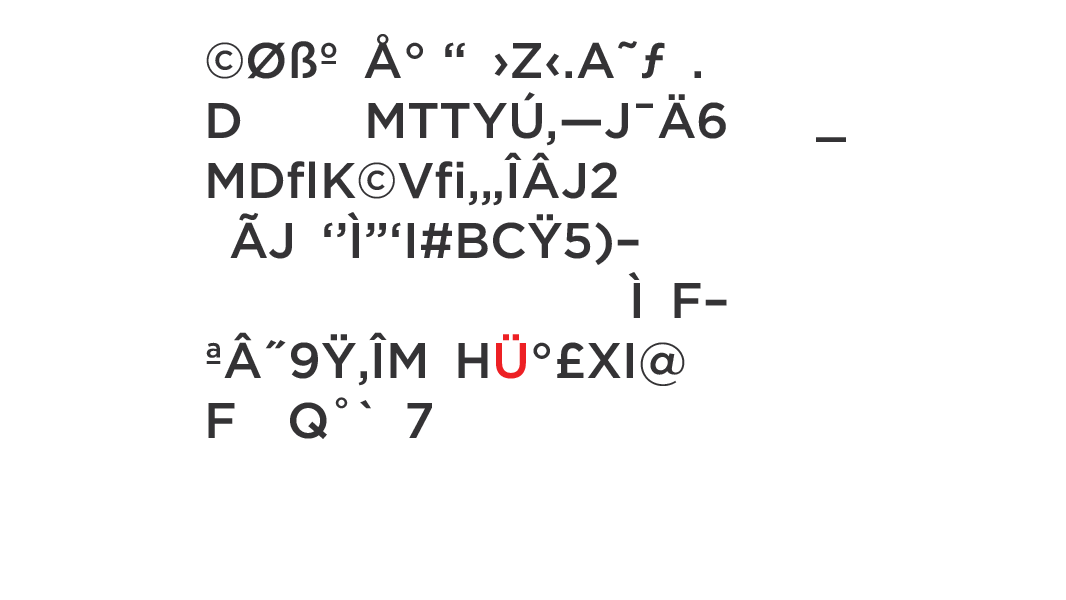 ©Øßº Å° “ ›Z‹.A˜ƒ .
D MTTYÚ,—J¯Ä6 _
MDﬂK©Vﬁ‚„ÎÂJ2
ÃJ ‘’Ì”‘I#BCŸ5)–
Ì F–
ªÂ˝9Ÿ‚ÎM HÜ°£XI@
F Q˚` 7